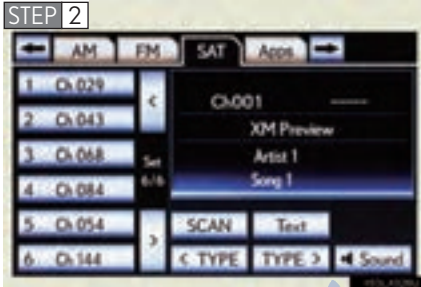 STEP 2
AM FM SAT Apps
1 Ch 029
2 Ch 043
3 Ch 068
4 Ch 084
5 Ch 054
6 Ch 144
<
Set
6/6
>
Ch001 -----
XM Preview
Artist 1
Song 1
SCAN Text
< TYPE TYPE > Sound